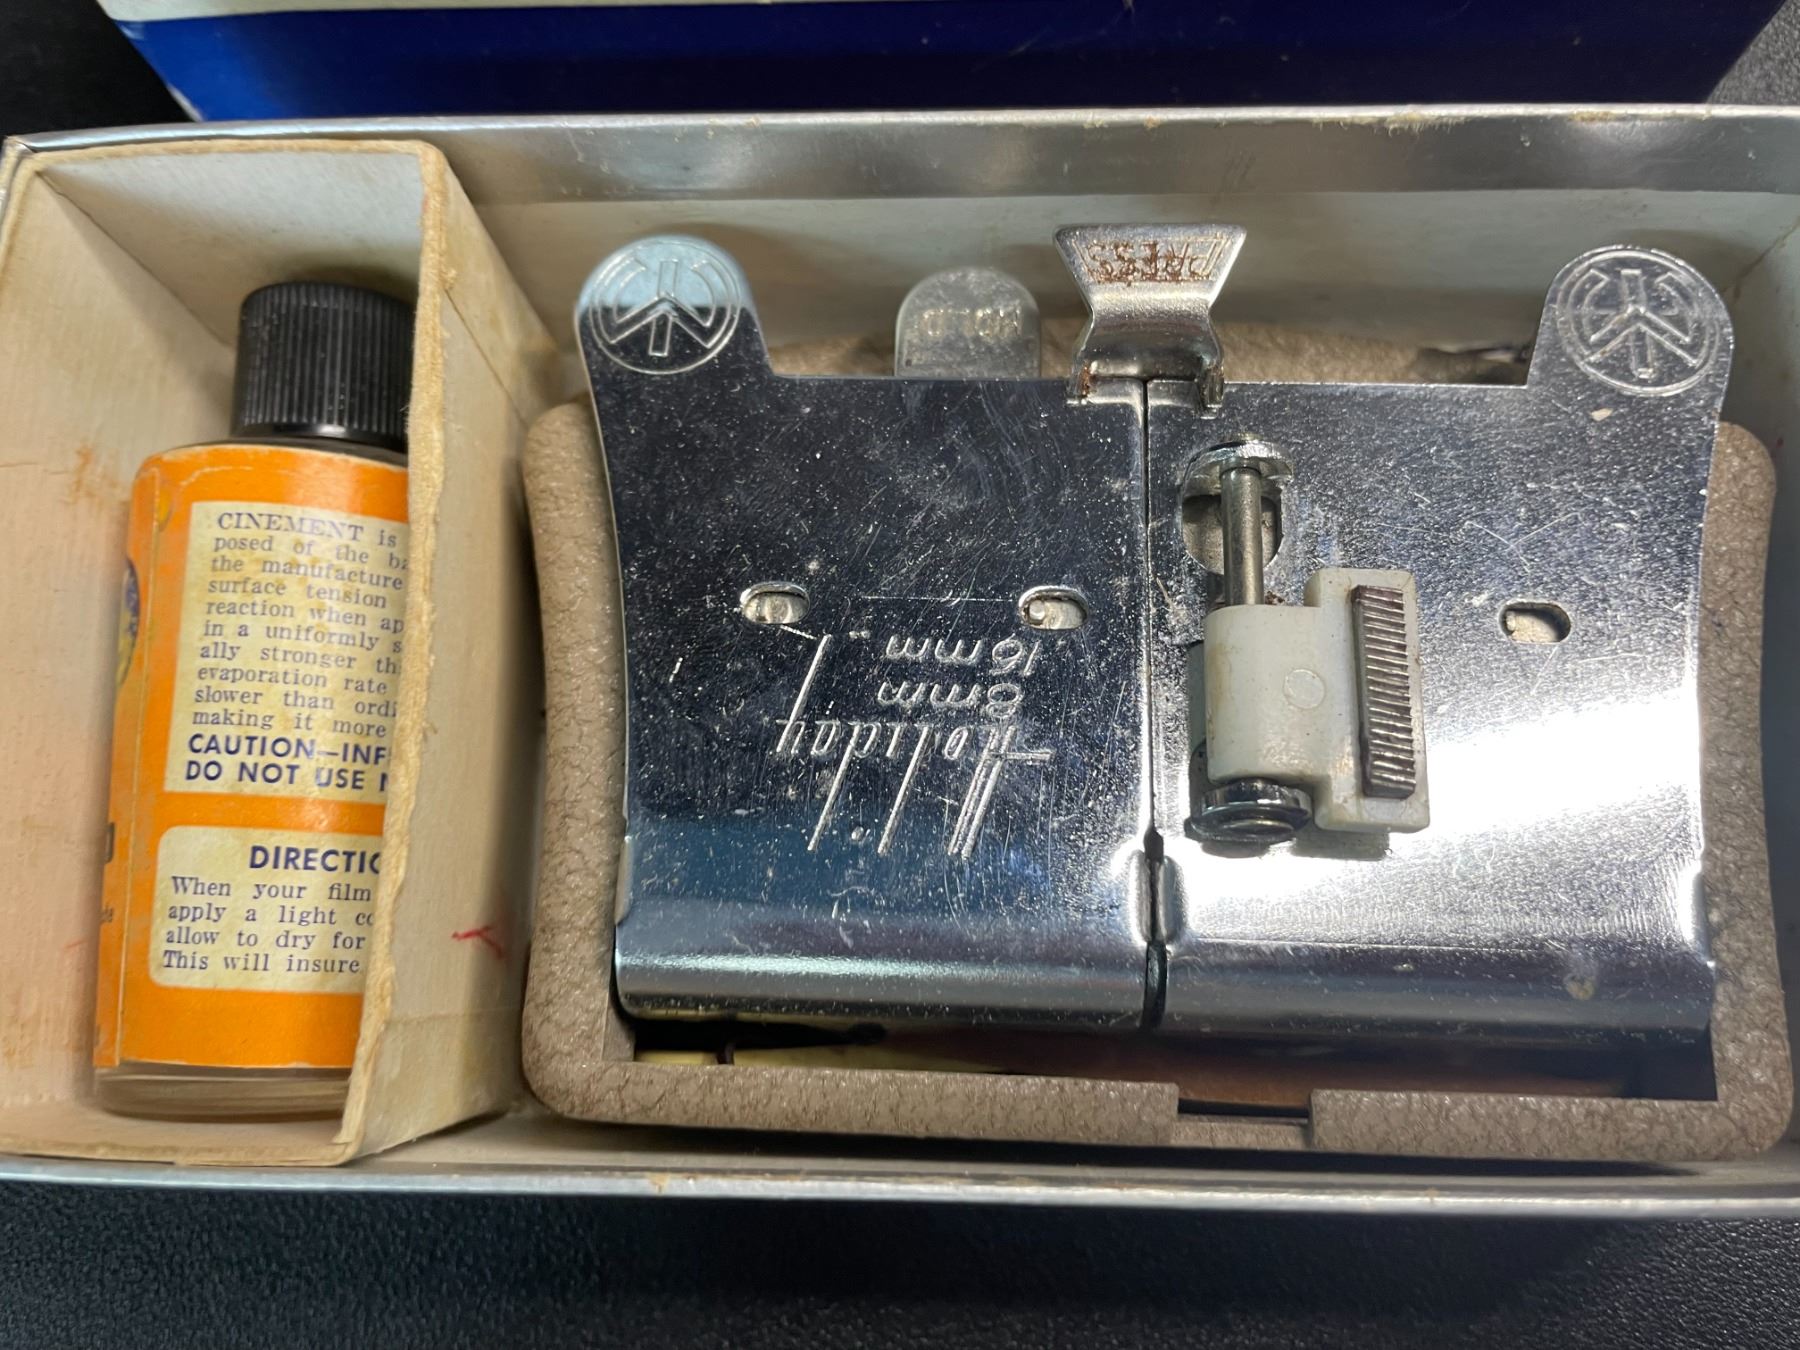 CINEMENT is
posed of the ba
the manufacture
surface tension
reaction when ap
in a uniformly s
ally stronger th
evaporation rate
slower than ordi
making it more
CAUTION—INF
DO NOT USE N
DIRECTIO
When your film
apply a light co
allow to dry for
This will insure
PRESS
HOLD
Holiday
8mm
16mm